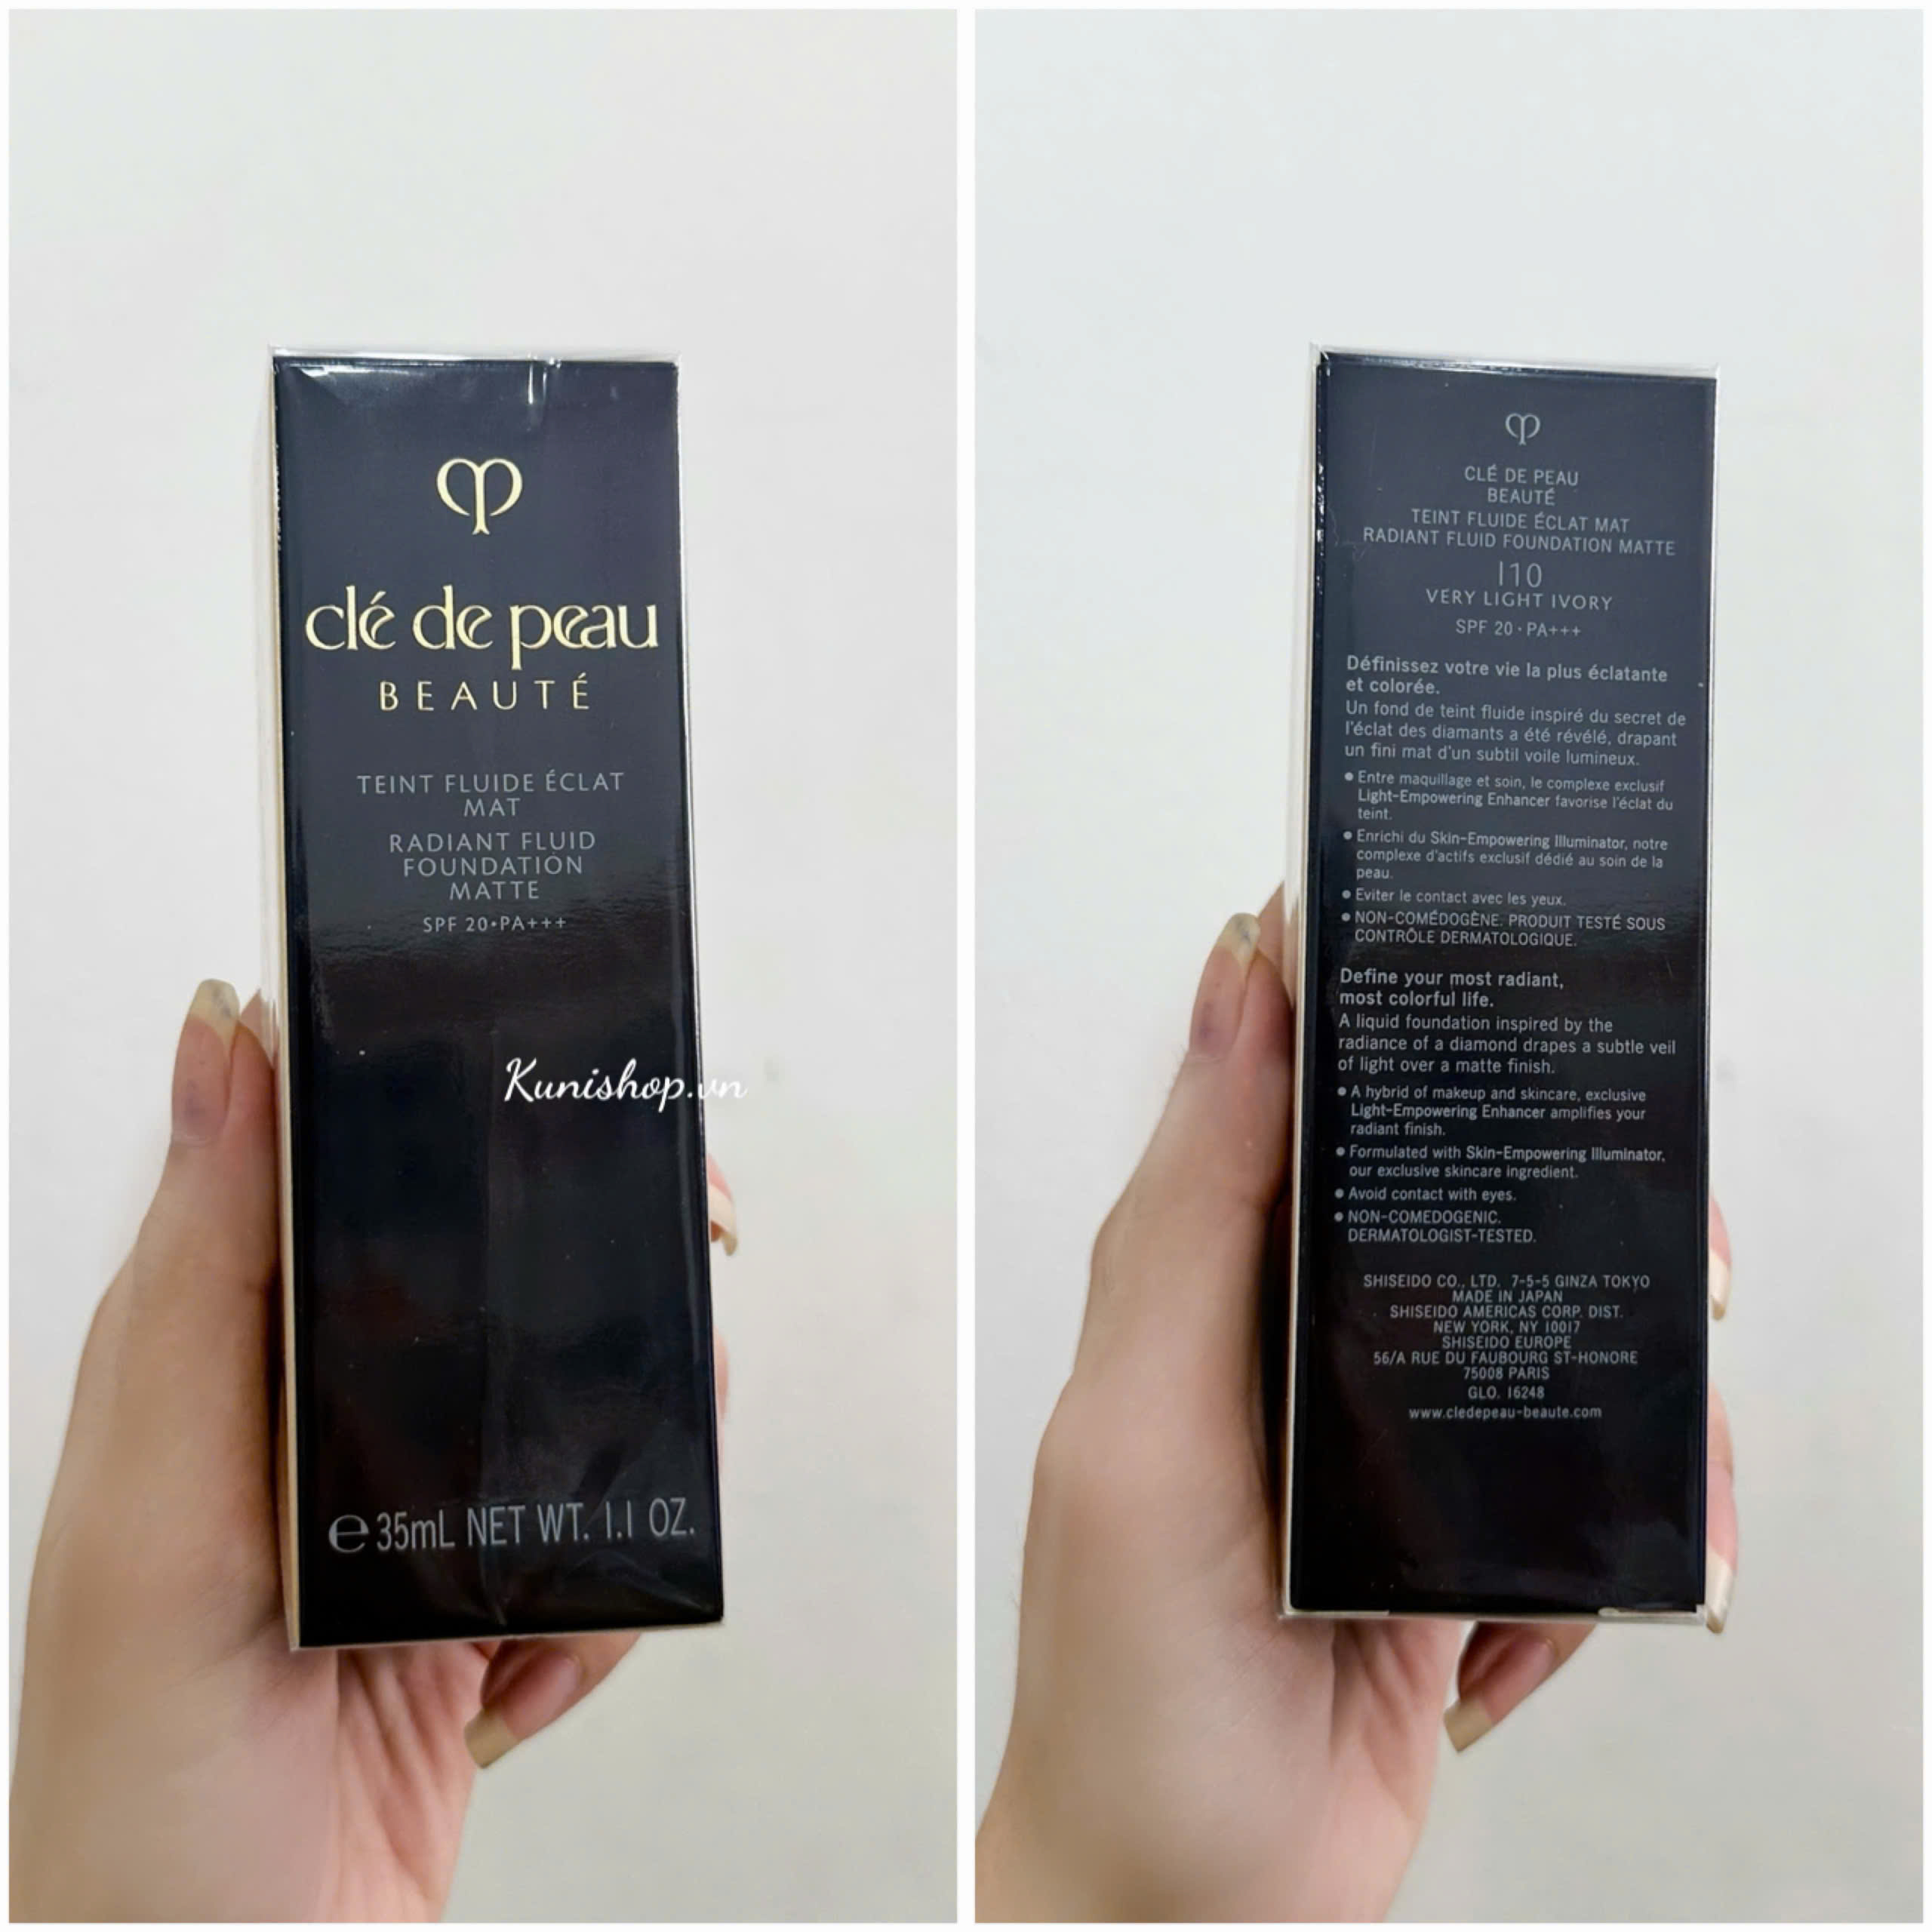 clé de peau
BEAUTÉ
TEINT FLUIDE ÉCLAT
MAT
RADIANT FLUID
FOUNDATION
MATTE
SPF 20•PA+++
Kunishop.vn
℮35mL NET WT. 1.1 OZ.
CLÉ DE PEAU
BEAUTÉ
TEINT FLUIDE ÉCLAT MAT
RADIANT FLUID FOUNDATION MATTE
I10
VERY LIGHT IVORY
SPF 20 · PA+++
Définissez votre vie la plus éclatante
et colorée.
Un fond de teint fluide inspiré du secret de
l'éclat des diamants a été révélé, drapant
un fini mat d'un subtil voile lumineux.
● Entre maquillage et soin, le complexe exclusif
Light-Empowering Enhancer favorise l'éclat du
teint.
● Enrichi du Skin-Empowering Illuminator, notre
complexe d'actifs exclusif dédié au soin de la
peau.
● Eviter le contact avec les yeux.
● NON-COMÉDOGÈNE. PRODUIT TESTÉ SOUS
CONTRÔLE DERMATOLOGIQUE.
Define your most radiant,
most colorful life.
A liquid foundation inspired by the
radiance of a diamond drapes a subtle veil
of light over a matte finish.
● A hybrid of makeup and skincare, exclusive
Light-Empowering Enhancer amplifies your
radiant finish.
● Formulated with Skin-Empowering Illuminator,
our exclusive skincare ingredient.
● Avoid contact with eyes.
● NON-COMEDOGENIC.
DERMATOLOGIST-TESTED.
SHISEIDO CO., LTD. 7-5-5 GINZA TOKYO
MADE IN JAPAN
SHISEIDO AMERICAS CORP. DIST.
NEW YORK, NY 10017
SHISEIDO EUROPE
56/A RUE DU FAUBOURG ST-HONORE
75008 PARIS
GLO. 16248
www.cledepeau-beaute.com